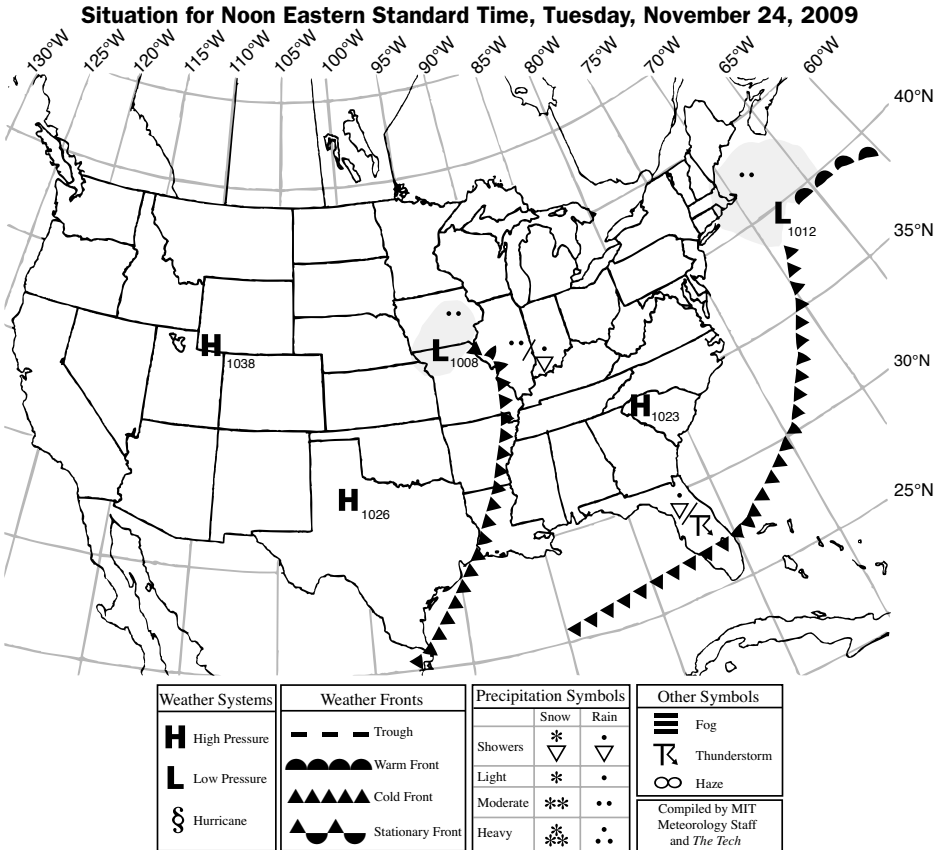 Situation for Noon Eastern Standard Time, Tuesday, November 24, 2009
130°W 125°W 120°W 115°W 110°W 105°W 100°W 95°W 90°W 85°W 80°W 75°W 70°W 65°W 60°W
40°N
L 1012
35°N
H 1038
L 1008
30°N
H 1023
25°N
H 1026
Weather Systems
H High Pressure
L Low Pressure
§ Hurricane
Weather Fronts
Trough
Warm Front
Cold Front
Stationary Front
Precipitation Symbols
Snow Rain
Showers
Light
Moderate
Heavy
Other Symbols
Fog
Thunderstorm
Haze
Compiled by MIT
Meteorology Staff
and The Tech